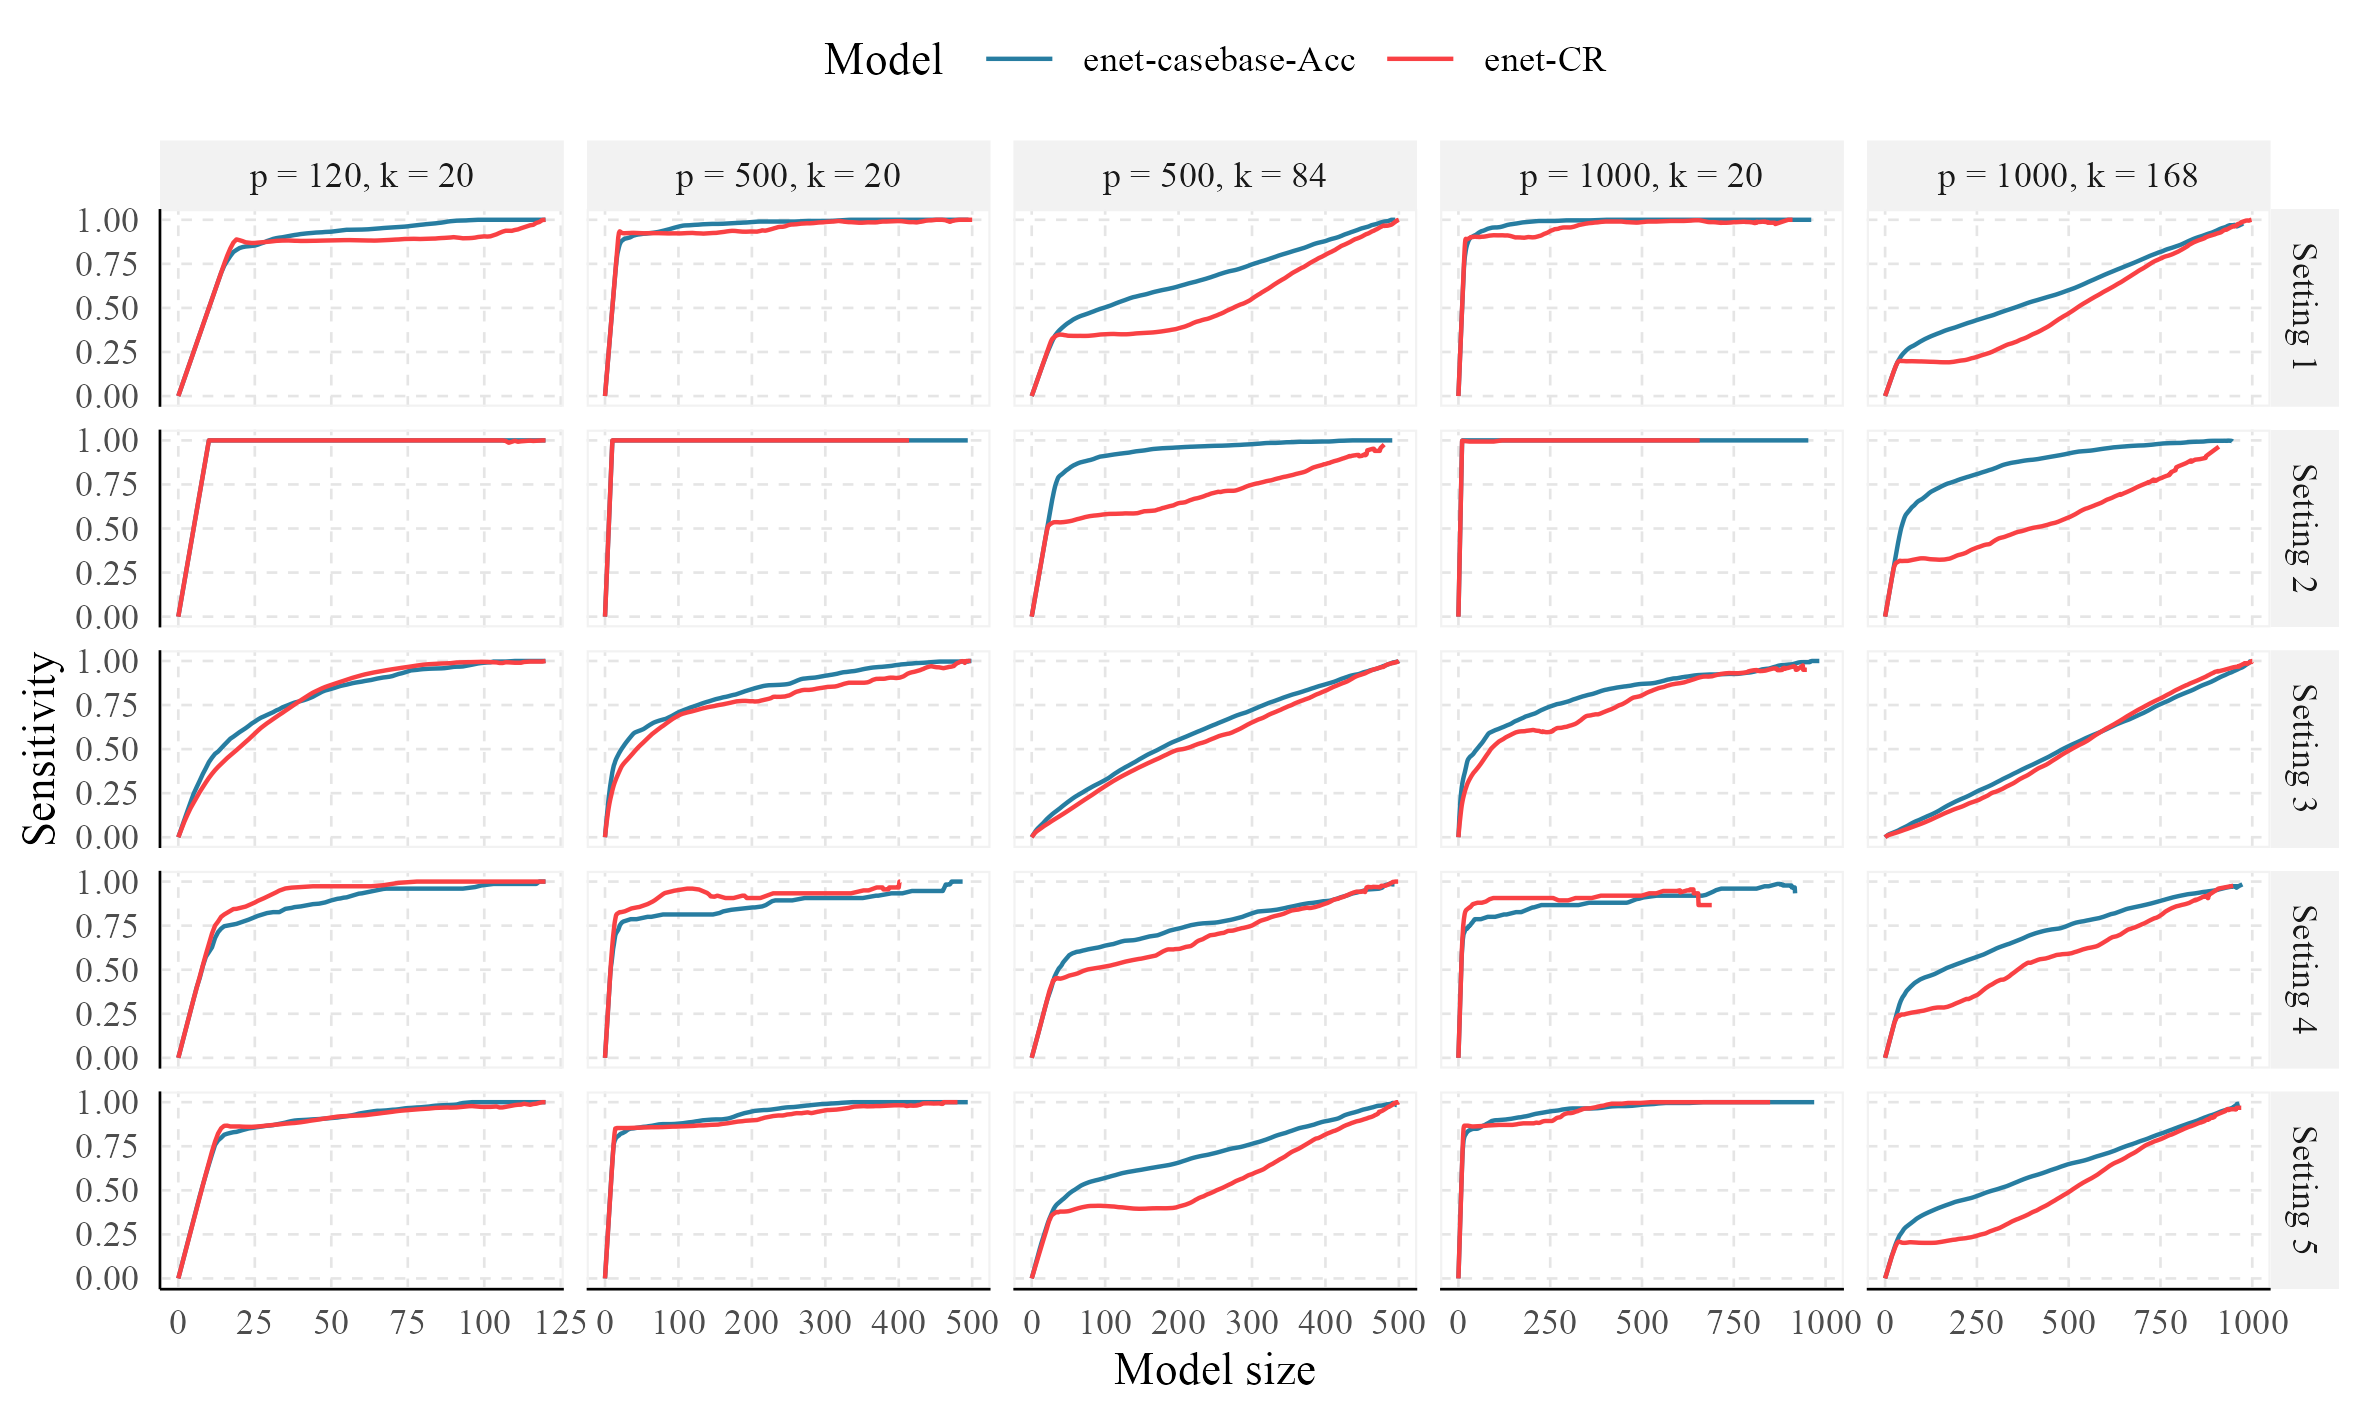 Model enet-casebase-Acc enet-CR
p = 120, k = 20 p = 500, k = 20 p = 500, k = 84 p = 1000, k = 20 p = 1000, k = 168
1.00
0.75
0.50
0.25
0.00
Setting 1
1.00
0.75
0.50
0.25
0.00
Setting 2
1.00
0.75
0.50
0.25
0.00
Setting 3
1.00
0.75
0.50
0.25
0.00
Setting 4
1.00
0.75
0.50
0.25
0.00
Setting 5
Sensitivity
0 25 50 75 100 125 0 100 200 300 400 500 0 100 200 300 400 500 0 250 500 750 1000 0 250 500 750 1000
Model size